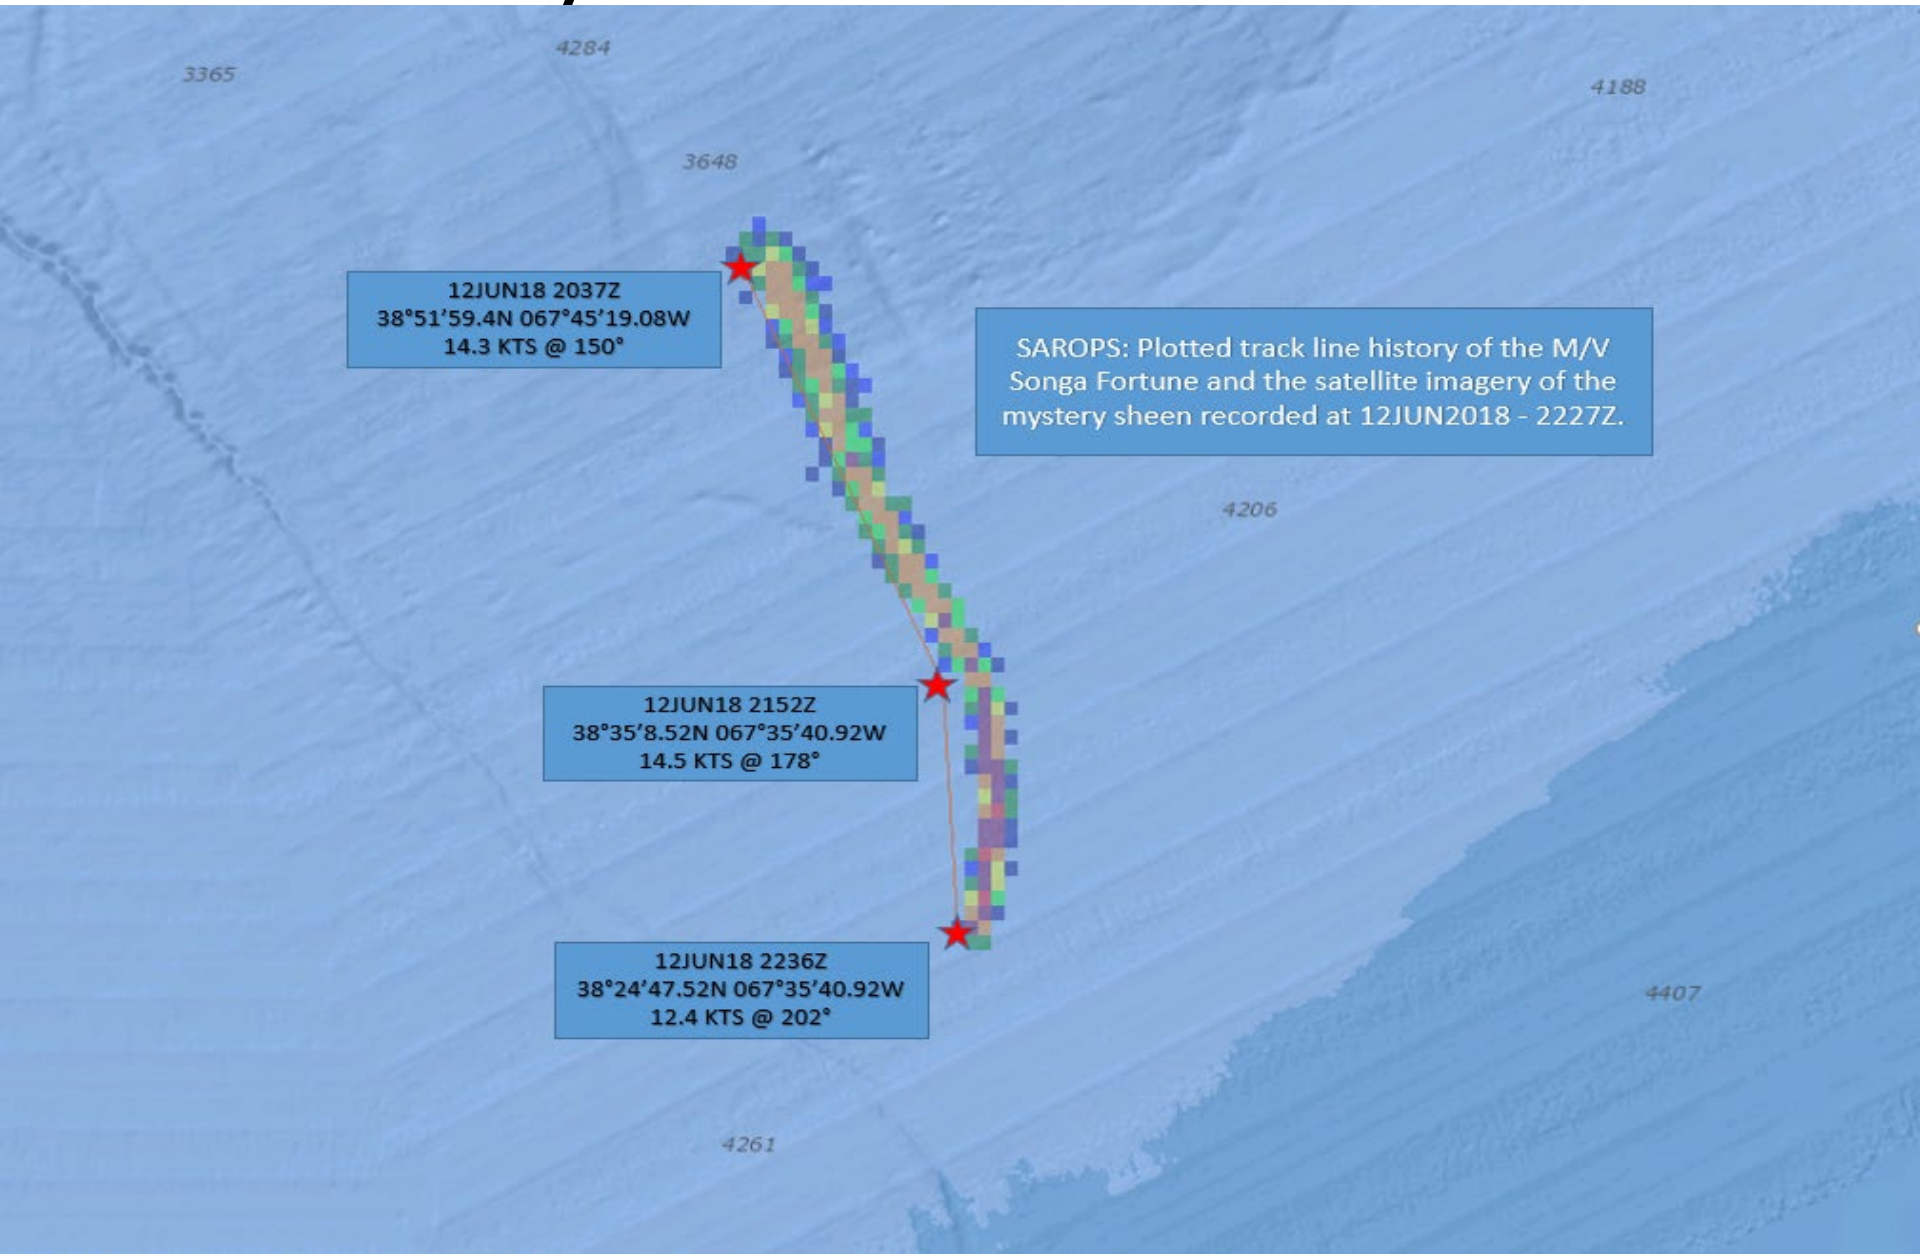 4284
3365
4188
3648
12JUN18 2037Z
38°51’59.4N 067°45’19.08W
14.3 KTS @ 150°
SAROPS: Plotted track line history of the M/V
Songa Fortune and the satellite imagery of the
mystery sheen recorded at 12JUN2018 - 2227Z.
4206
12JUN18 2152Z
38°35’8.52N 067°35’40.92W
14.5 KTS @ 178°
12JUN18 2236Z
38°24’47.52N 067°35’40.92W
12.4 KTS @ 202°
4407
4261